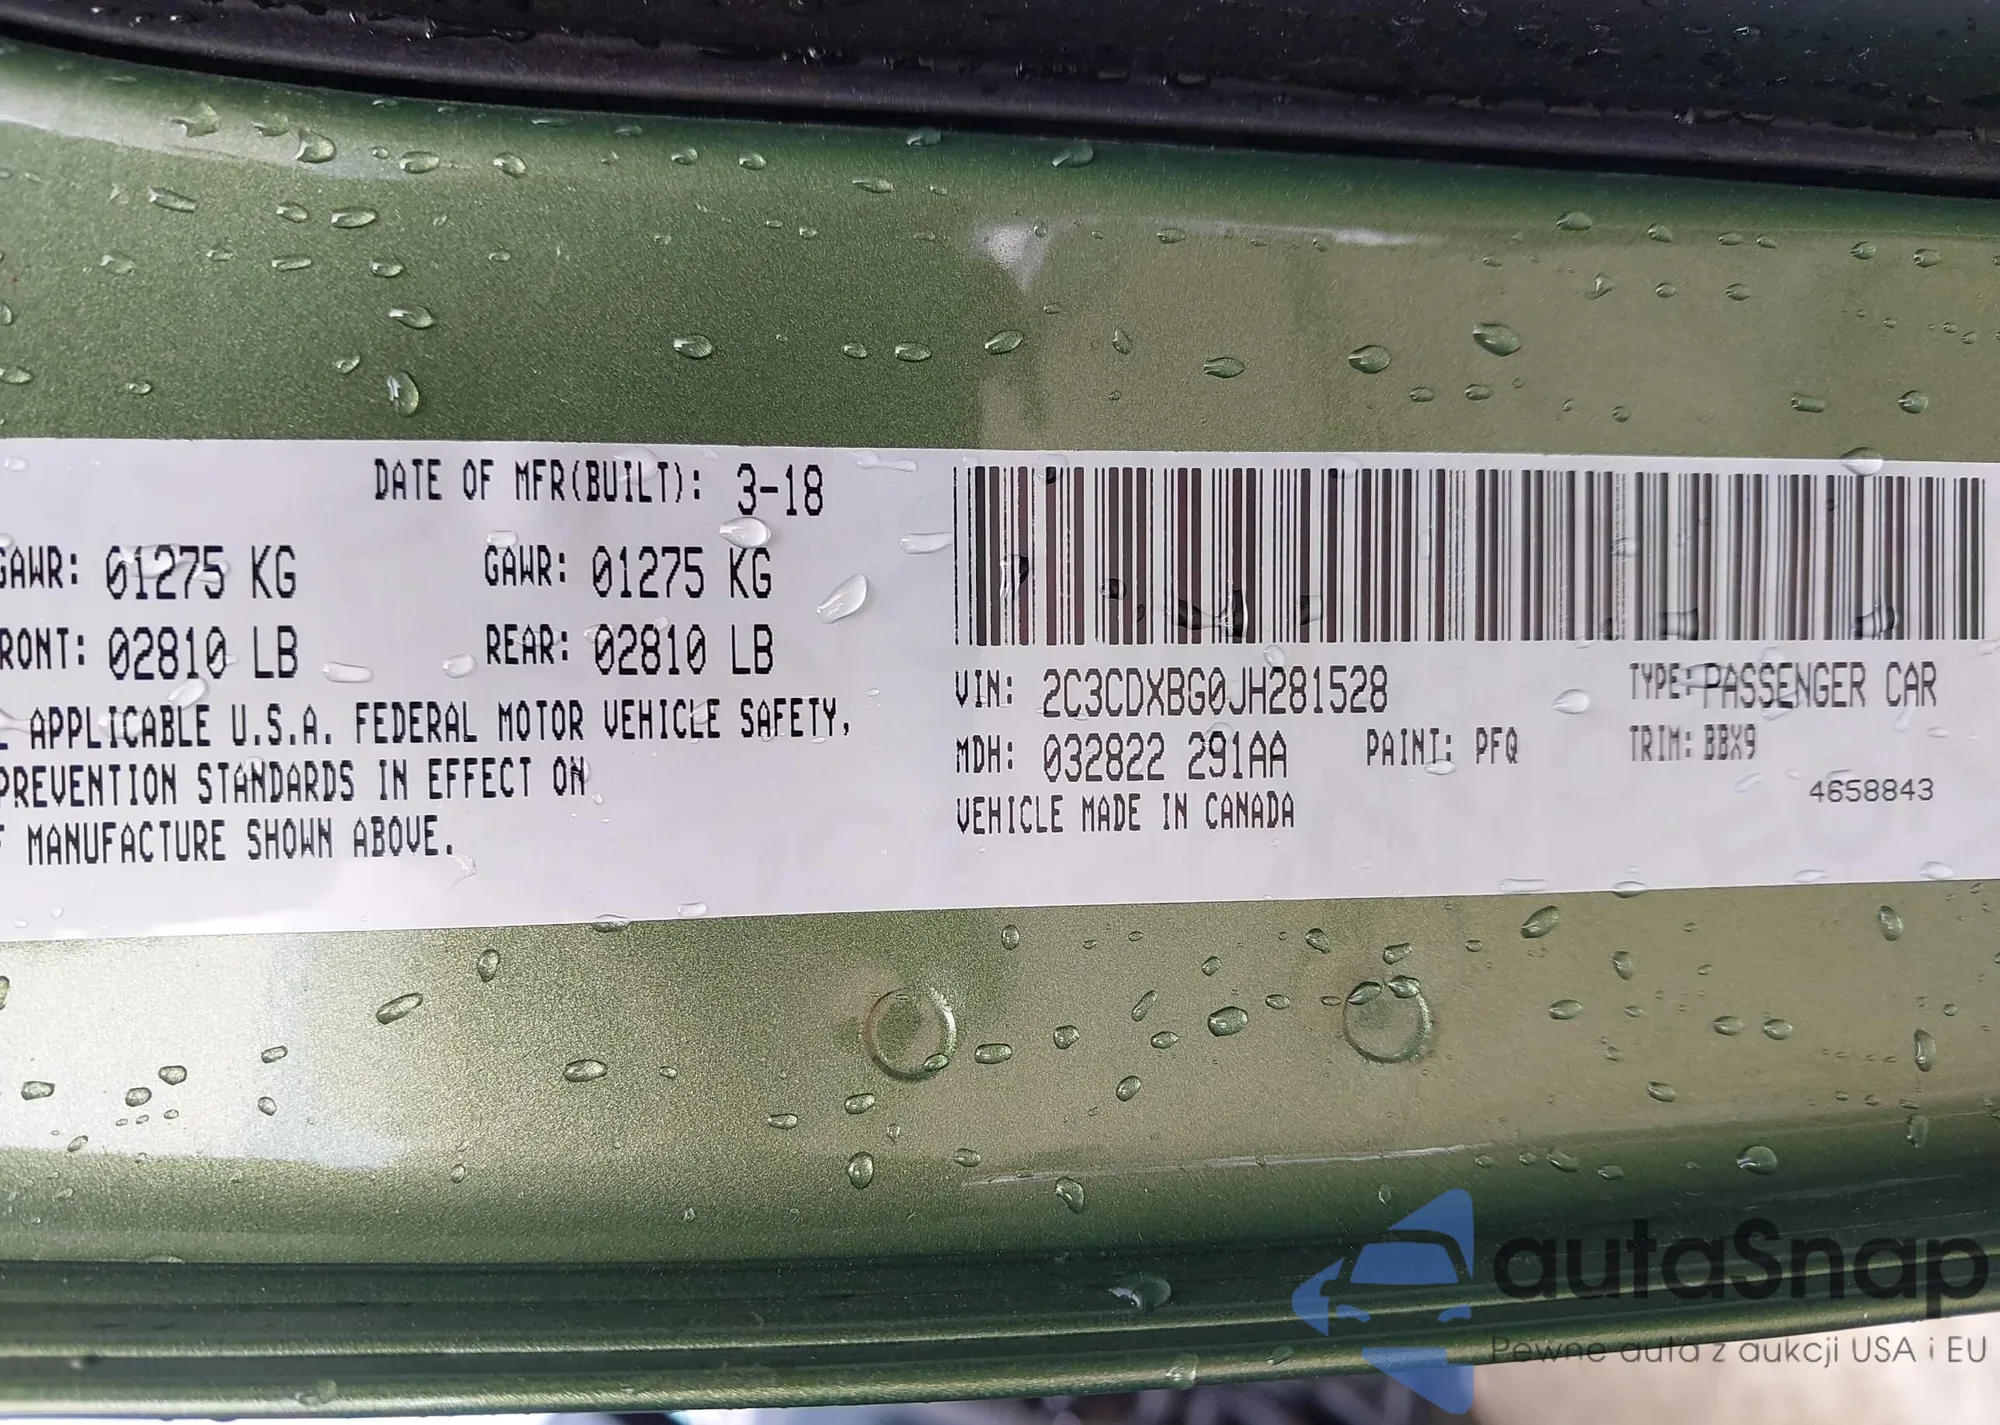 DATE OF MFR(BUILT): 3-18
GAWR: 01275 KG GAWR: 01275 KG
RONT: 02810 LB REAR: 02810 LB
APPLICABLE U.S.A. FEDERAL MOTOR VEHICLE SAFETY,
PREVENTION STANDARDS IN EFFECT ON
MANUFACTURE SHOWN ABOVE.
VIN: 2C3CDXBG0JH281528 TYPE: PASSENGER CAR
MDH: 032822 291AA PAINT: PFQ TRIM: BBX9
VEHICLE MADE IN CANADA 4658843
autaSnap
Pewne auta z aukcji USA i EU